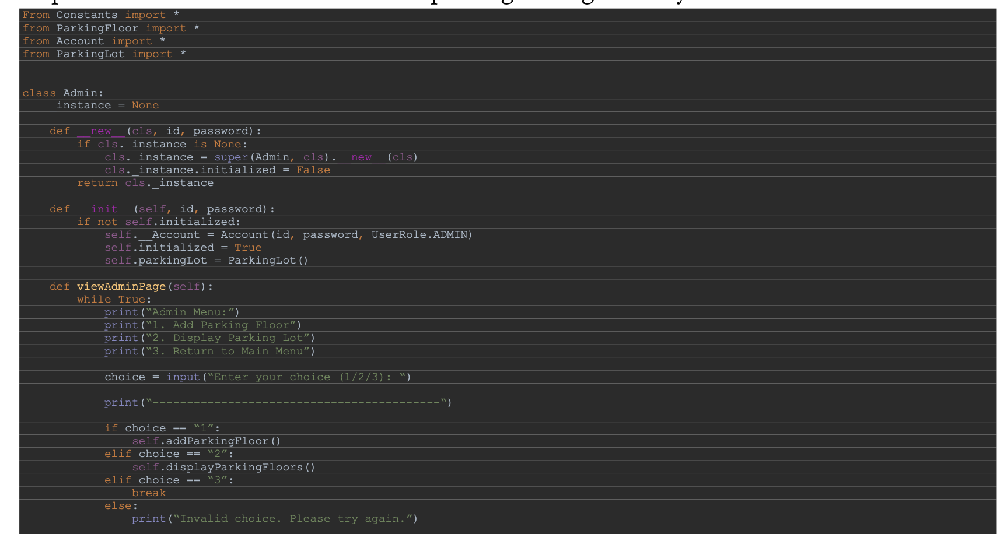 From Constants import *
from ParkingFloor import *
from Account import *
from ParkingLot import *
class Admin:
    _instance = None
    def __new__(cls, id, password):
        if cls._instance is None:
            cls._instance = super(Admin, cls).__new__(cls)
            cls._instance.initialized = False
        return cls._instance
    def __init__(self, id, password):
        if not self.initialized:
            self.__Account = Account(id, password, UserRole.ADMIN)
            self.initialized = True
            self.parkingLot = ParkingLot()
    def viewAdminPage(self):
        while True:
            print(“Admin Menu:”)
            print(“1. Add Parking Floor”)
            print(“2. Display Parking Lot”)
            print(“3. Return to Main Menu”)
            choice = input(“Enter your choice (1/2/3): “)
            print(“------------------------------------------“)
            if choice == “1”:
                self.addParkingFloor()
            elif choice == “2”:
                self.displayParkingFloors()
            elif choice == “3”:
                break
            else:
                print(“Invalid choice. Please try again.”)